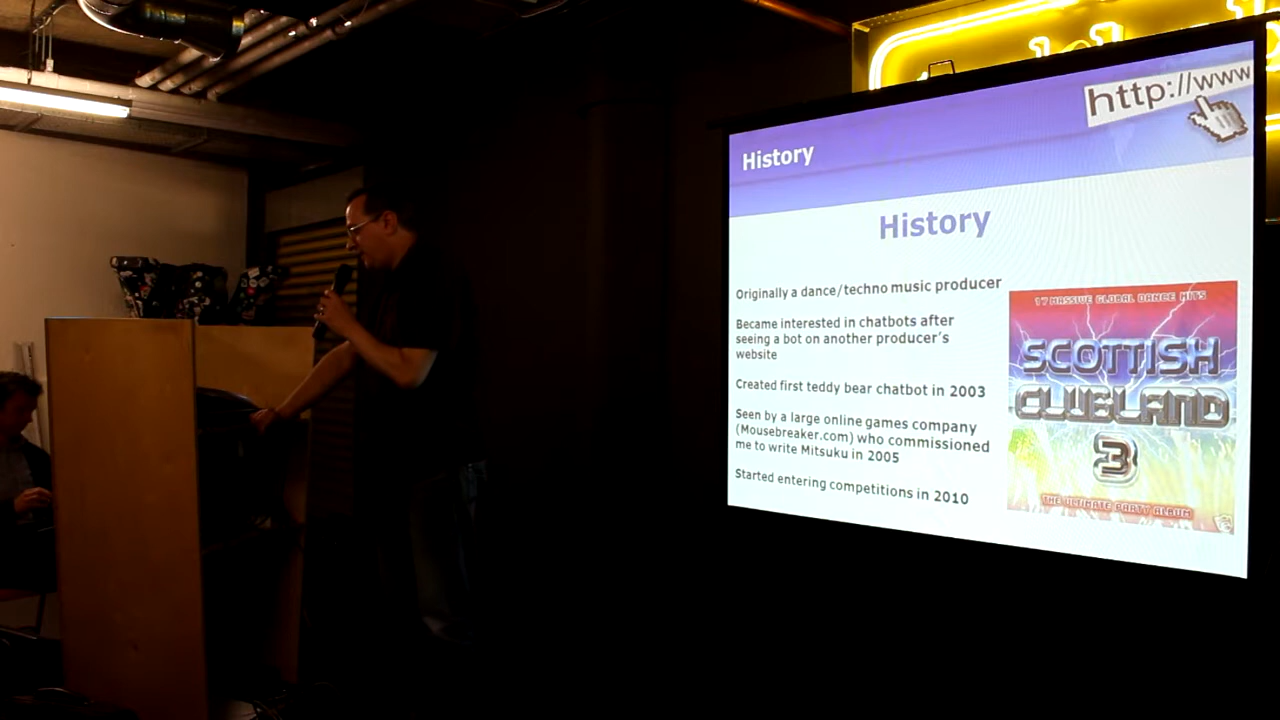 http://www
History
History
Originally a dance/techno music producer
Became interested in chatbots after
seeing a bot on another producer's
website
Created first teddy bear chatbot in 2003
Seen by a large online games company
(Mousebreaker.com) who commissioned
me to write Mitsuku in 2005
Started entering competitions in 2010
17 MASSIVE GLOBAL DANCE HITS
SCOTTISH
CLUBLAND
3
THE ULTIMATE PARTY ALBUM